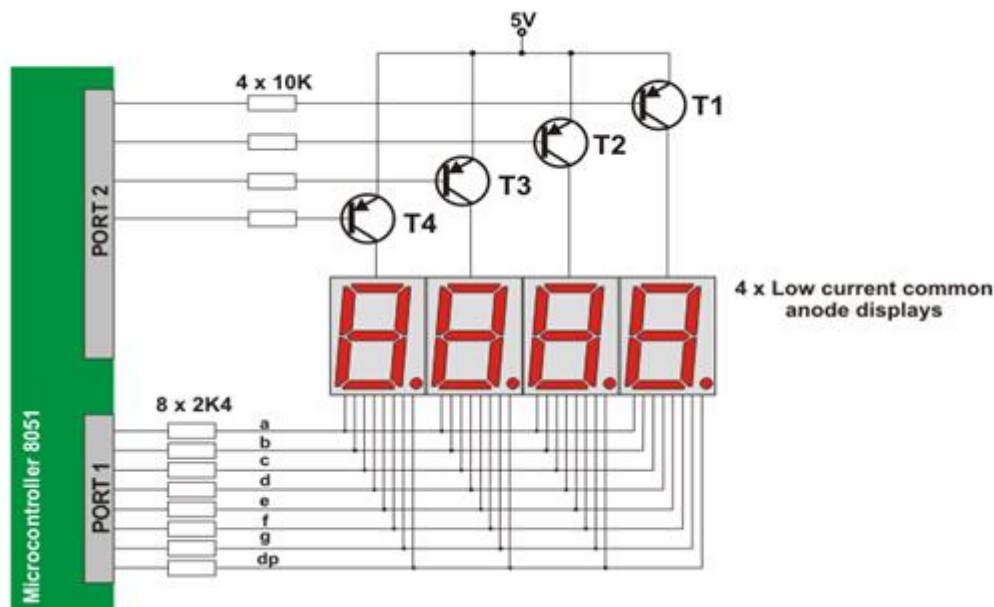 5V
4 x 10K
T1
T2
T3
T4
PORT 2
4 x Low current common
anode displays
8 x 2K4
a
b
c
d
e
f
g
dp
PORT 1
Microcontroller 8051